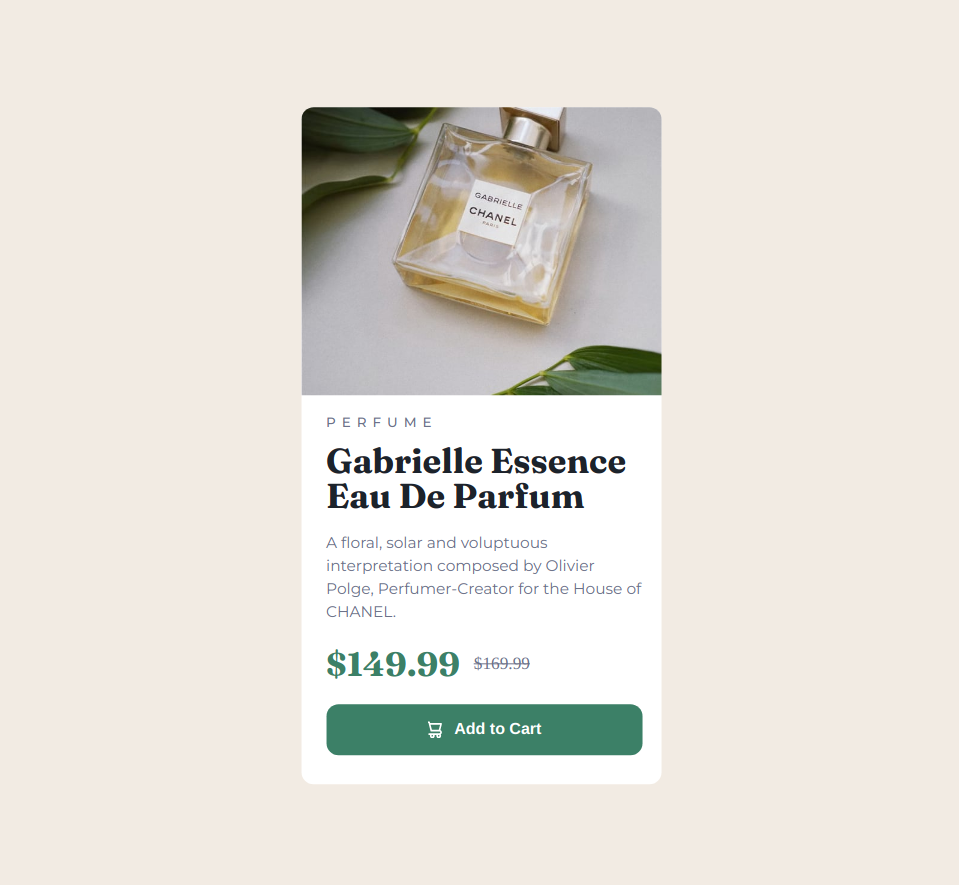 GABRIELLE
CHANEL
PARIS
PERFUME
Gabrielle Essence
Eau De Parfum
A floral, solar and voluptuous
interpretation composed by Olivier
Polge, Perfumer-Creator for the House of
CHANEL.
$149.99 $169.99
Add to Cart